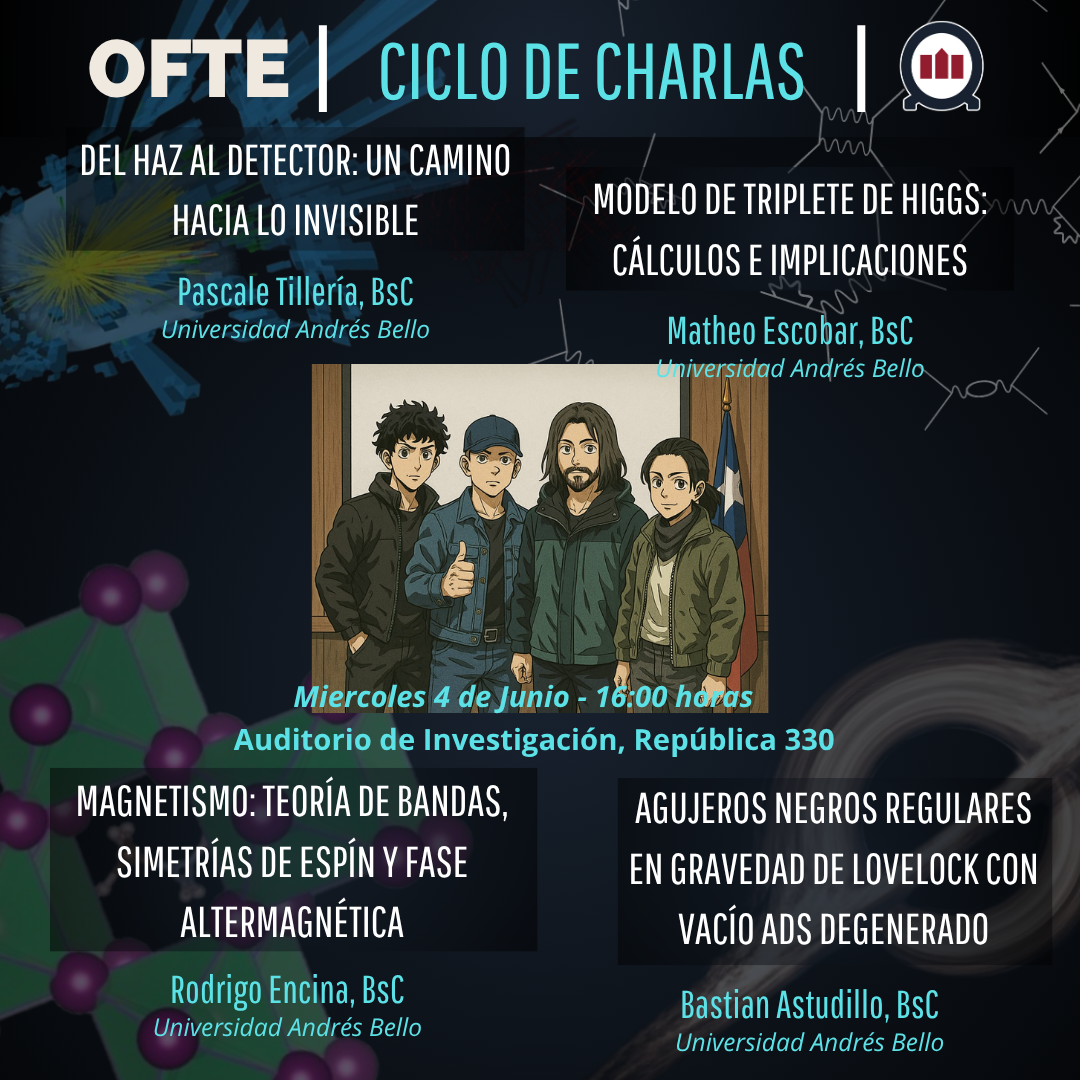 OFTE | CICLO DE CHARLAS |
DEL HAZ AL DETECTOR: UN CAMINO
HACIA LO INVISIBLE
Pascale Tillería, BsC
Universidad Andrés Bello
MODELO DE TRIPLETE DE HIGGS:
CÁLCULOS E IMPLICACIONES
Matheo Escobar, BsC
Universidad Andrés Bello
Miercoles 4 de Junio - 16:00 horas
Auditorio de Investigación, República 330
MAGNETISMO: TEORÍA DE BANDAS,
SIMETRÍAS DE ESPÍN Y FASE
ALTERMAGNÉTICA
Rodrigo Encina, BsC
Universidad Andrés Bello
AGUJEROS NEGROS REGULARES
EN GRAVEDAD DE LOVELOCK CON
VACÍO ADS DEGENERADO
Bastian Astudillo, BsC
Universidad Andrés Bello